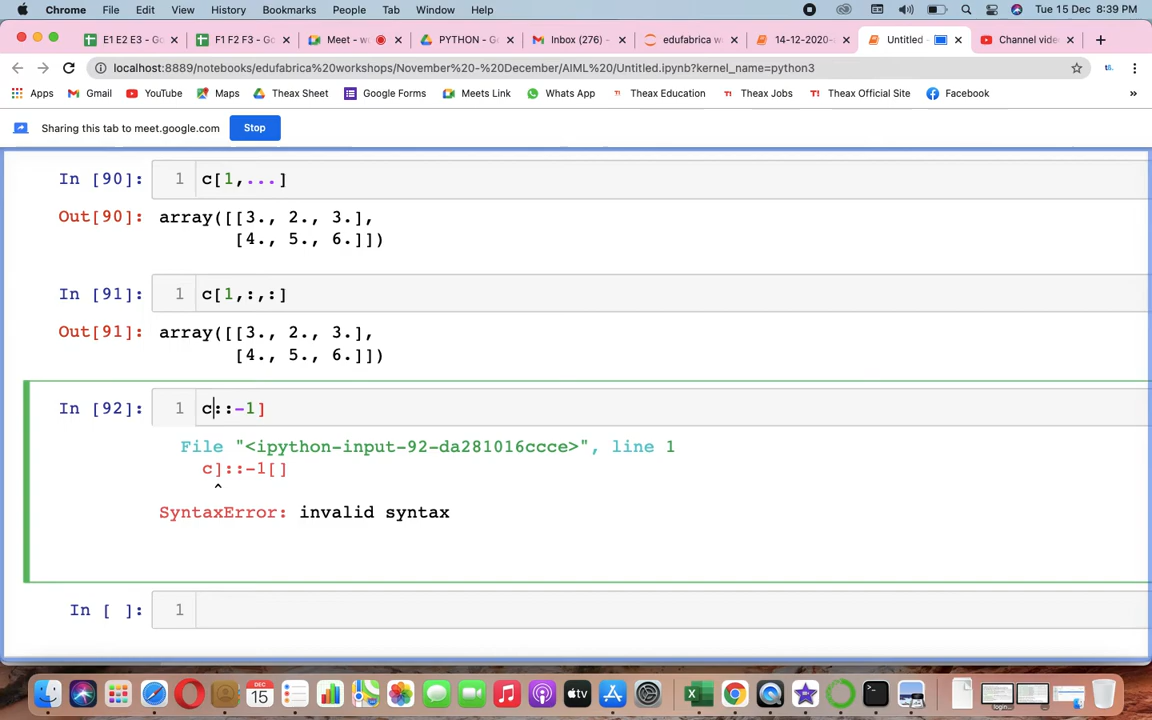 Chrome File Edit View History Bookmarks People Tab Window Help Tue 15 Dec 8:39 PM
E1 E2 E3 - Go F1 F2 F3 - Go Meet - w PYTHON - G Inbox (276) - edufabrica w 14-12-2020- Untitled Channel vide
localhost:8889/notebooks/edufabrica%20workshops/November%20-%20December/AIML%20/Untitled.ipynb?kernel_name=python3
Apps Gmail YouTube Maps Theax Sheet Google Forms Meets Link Whats App Theax Education Theax Jobs Theax Official Site Facebook »
Sharing this tab to meet.google.com Stop
In [90]: 1 c[1,...]
Out[90]: array([[3., 2., 3.],
[4., 5., 6.]])
In [91]: 1 c[1,:,:]
Out[91]: array([[3., 2., 3.],
[4., 5., 6.]])
In [92]: 1 c::-1]
File "<ipython-input-92-da281016ccce>", line 1
c]::-1[]
^
SyntaxError: invalid syntax
In [ ]: 1